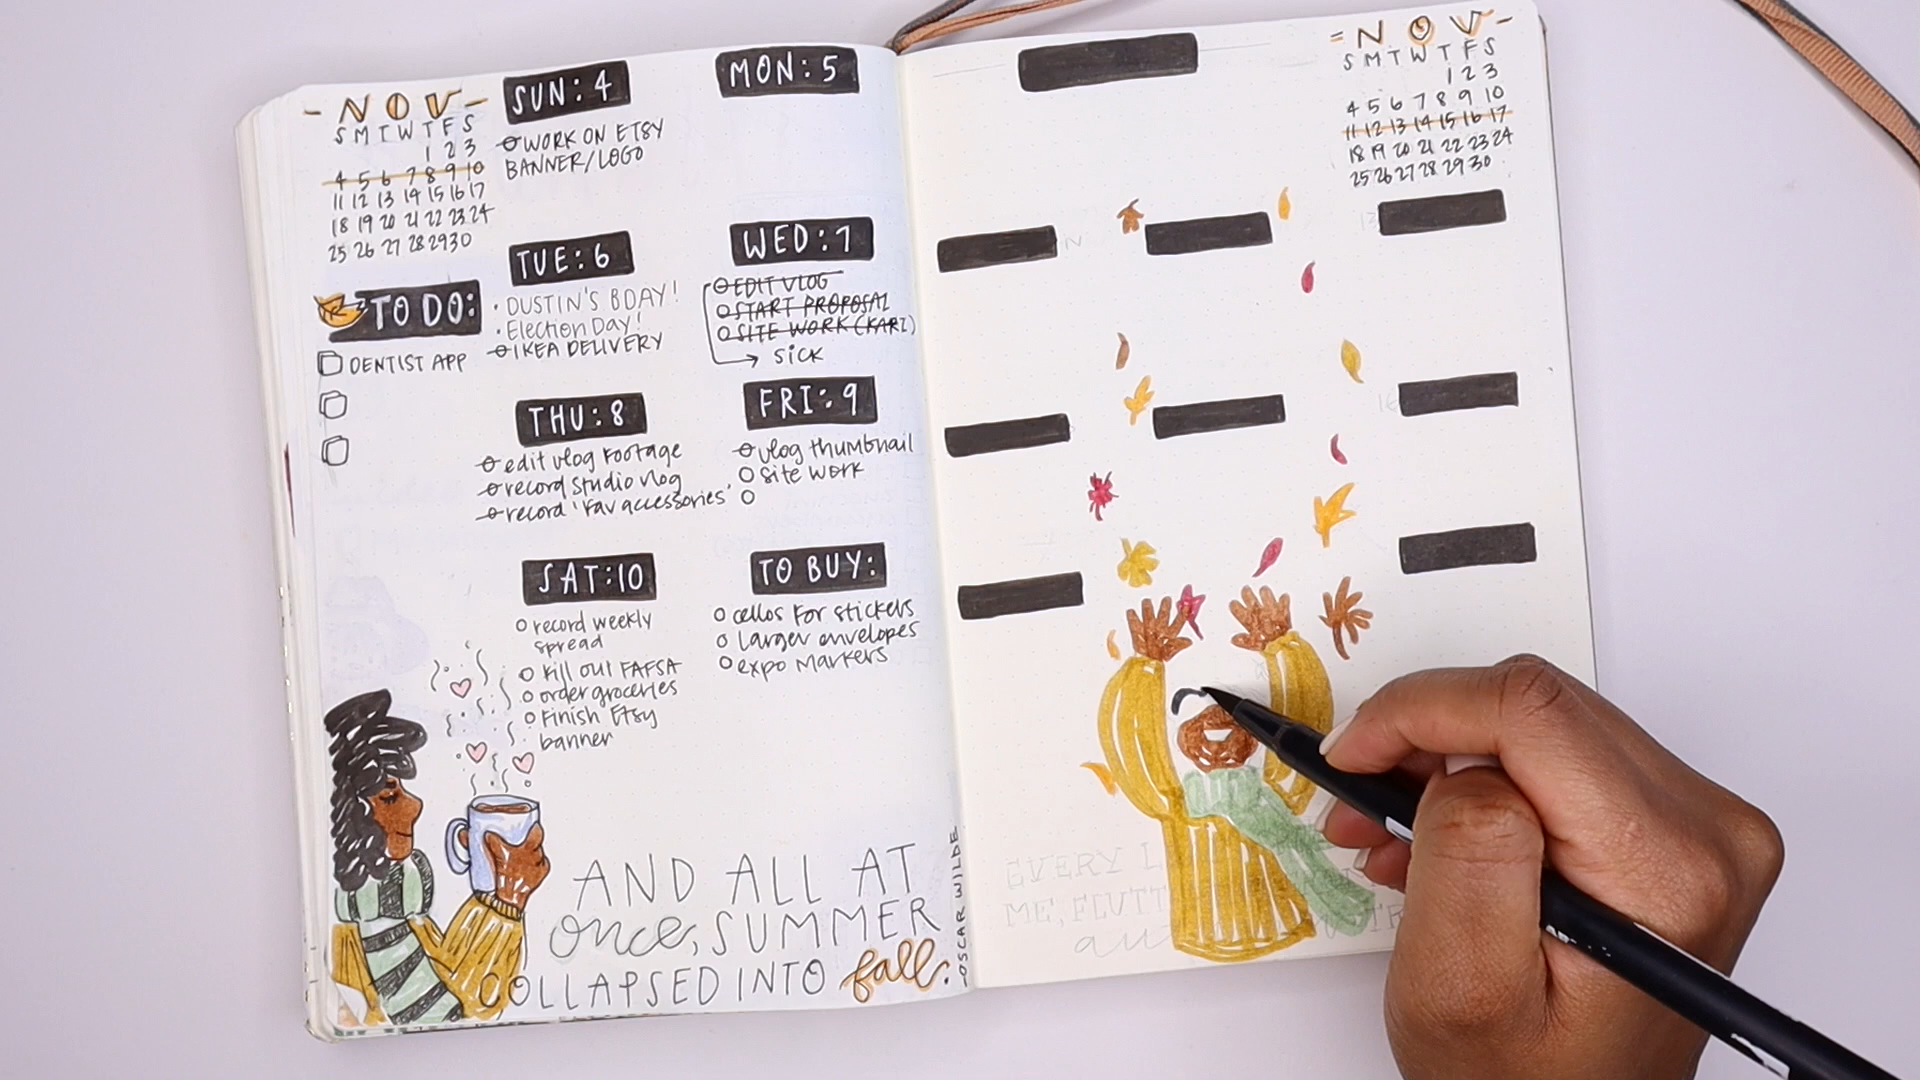 - NOV -
S M T W T F S
1 2 3
4 5 6 7 8 9 10
11 12 13 14 15 16 17
18 19 20 21 22 23 24
25 26 27 28 29 30
TO DO:
DENTIST APP
SUN: 4
WORK ON ETSY
BANNER/LOGO
MON: 5
TUE: 6
· DUSTIN'S BDAY!
· Election Day!
IKEA DELIVERY
WED: 7
EDIT VLOG
START PROPOSAL
SITE WORK (KARI)
SICK
THU: 8
edit vlog footage
record studio vlog
record 'fav accessories'
FRI: 9
vlog thumbnail
site work
SAT: 10
record weekly
spread
fill out FAFSA
order groceries
Finish Etsy
banner
TO BUY:
cellos for stickers
larger envelopes
expo markers
AND ALL AT
once, SUMMER
COLLAPSED INTO fall.
-OSCAR WILDE
= NOV -
S M T W T F S
1 2 3
4 5 6 7 8 9 10
11 12 13 14 15 16 17
18 19 20 21 22 23 24
25 26 27 28 29 30
EVERY
ME, FLUTT